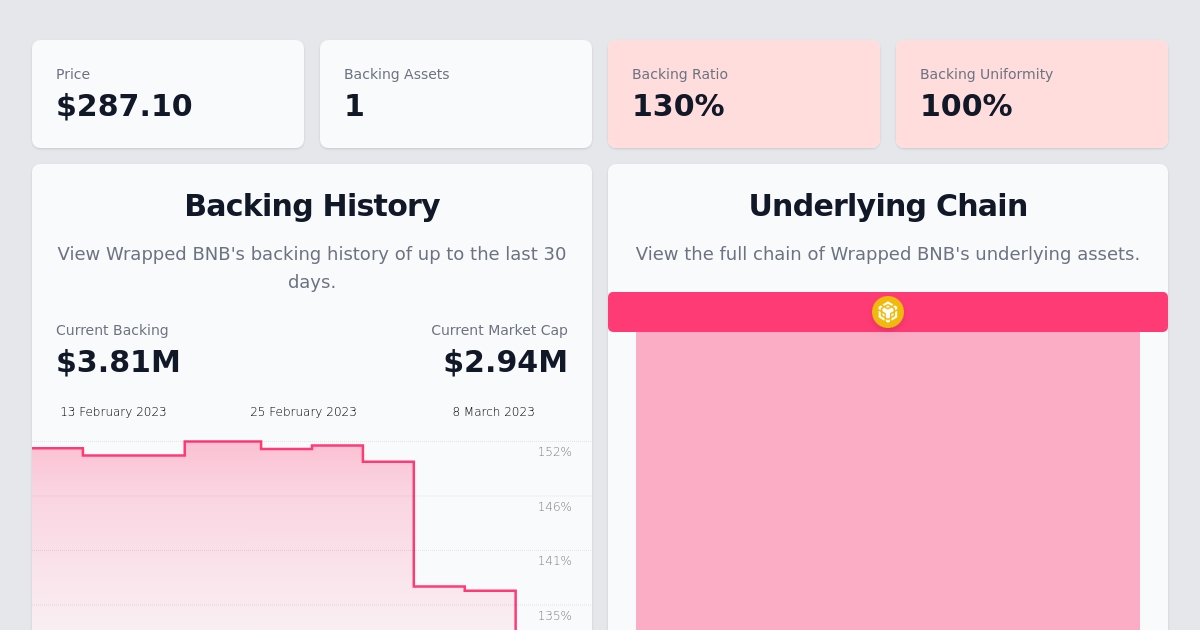 Price
$287.10
Backing Assets
1
Backing Ratio
130%
Backing Uniformity
100%
Backing History
View Wrapped BNB's backing history of up to the last 30
days.
Current Backing
$3.81M
Current Market Cap
$2.94M
13 February 2023
25 February 2023
8 March 2023
152%
146%
141%
135%
Underlying Chain
View the full chain of Wrapped BNB's underlying assets.